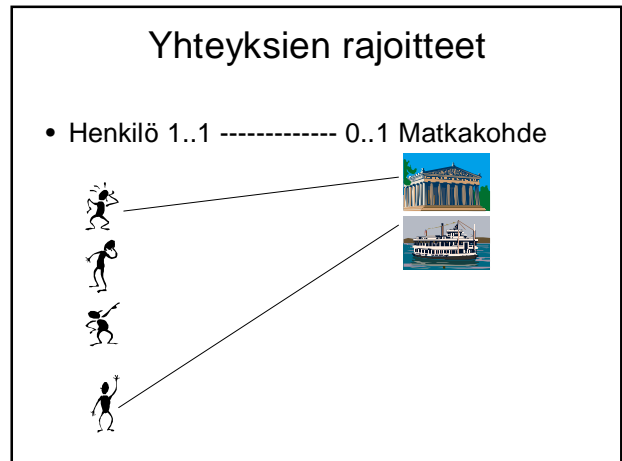 Yhteyksien rajoitteet
• Henkilö 1..1 ------------- 0..1 Matkakohde